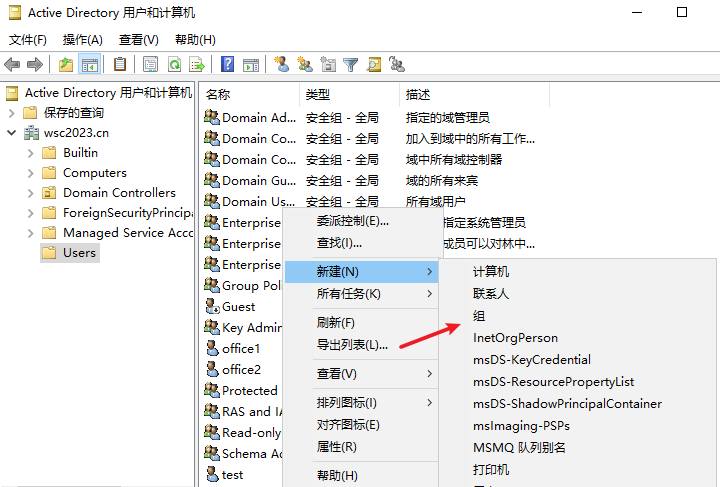 Active Directory 用户和计算机
文件(F) 操作(A) 查看(V) 帮助(H)
Active Directory 用户和计算机
保存的查询
wsc2023.cn
Builtin
Computers
Domain Controllers
ForeignSecurityPrincipa
Managed Service Acco
Users
名称 类型 描述
Domain Ad... 安全组 - 全局 指定的域管理员
Domain Co... 安全组 - 全局 加入到域中的所有工作...
Domain Co... 安全组 - 全局 域中所有域控制器
Domain Gu... 安全组 - 全局 域的所有来宾
Domain Us... 安全组 - 全局 所有域用户
Enterprise 指定系统管理员
Enterprise 成员可以对林中...
Enterprise
Group Pol
Guest
Key Admin
office1
office2
Protected
RAS and IA
Read-only
Schema Ad
test
委派控制(E)...
查找(I)...
新建(N)
所有任务(K)
刷新(F)
导出列表(L)...
查看(V)
排列图标(I)
对齐图标(E)
属性(R)
帮助(H)
计算机
联系人
组
InetOrgPerson
msDS-KeyCredential
msDS-ResourcePropertyList
msDS-ShadowPrincipalContainer
msImaging-PSPs
MSMQ 队列别名
打印机